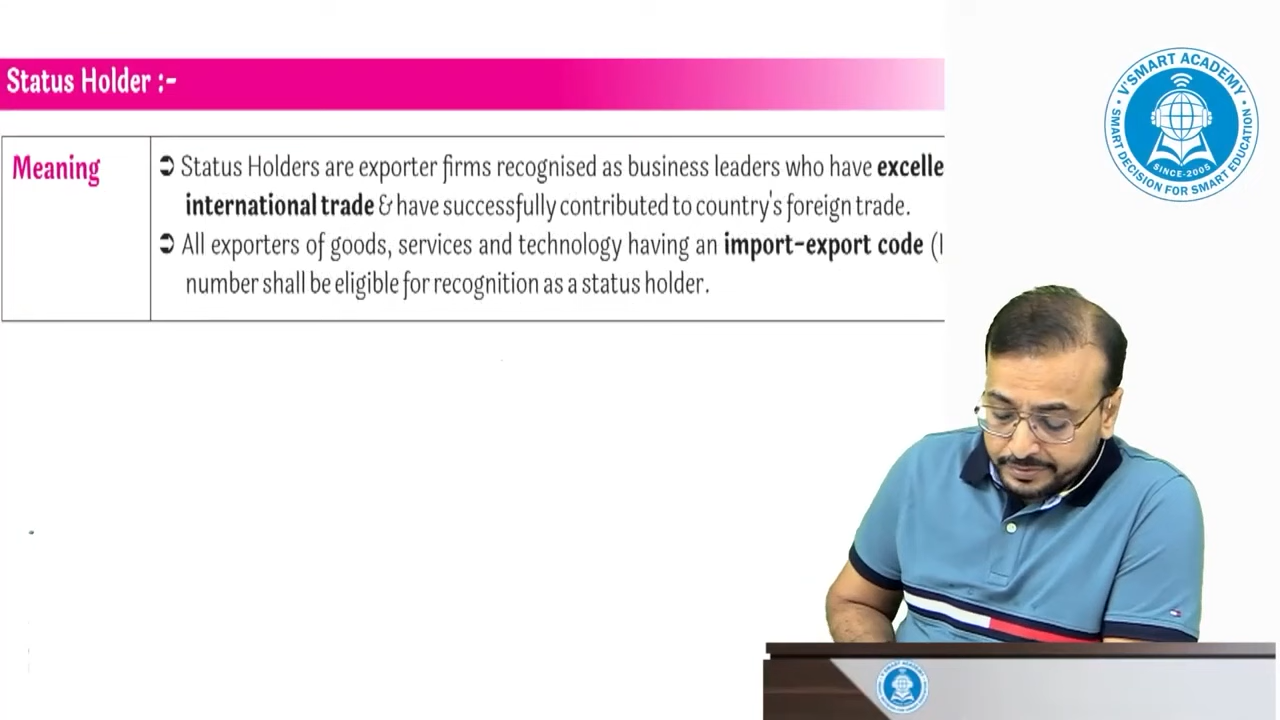 Status Holder :-
Meaning
➲ Status Holders are exporter firms recognised as business leaders who have excelle
international trade & have successfully contributed to country's foreign trade.
➲ All exporters of goods, services and technology having an import-export code (I
number shall be eligible for recognition as a status holder.
V'SMART ACADEMY
SINCE-2005
SMART DECISION FOR SMART EDUCATION